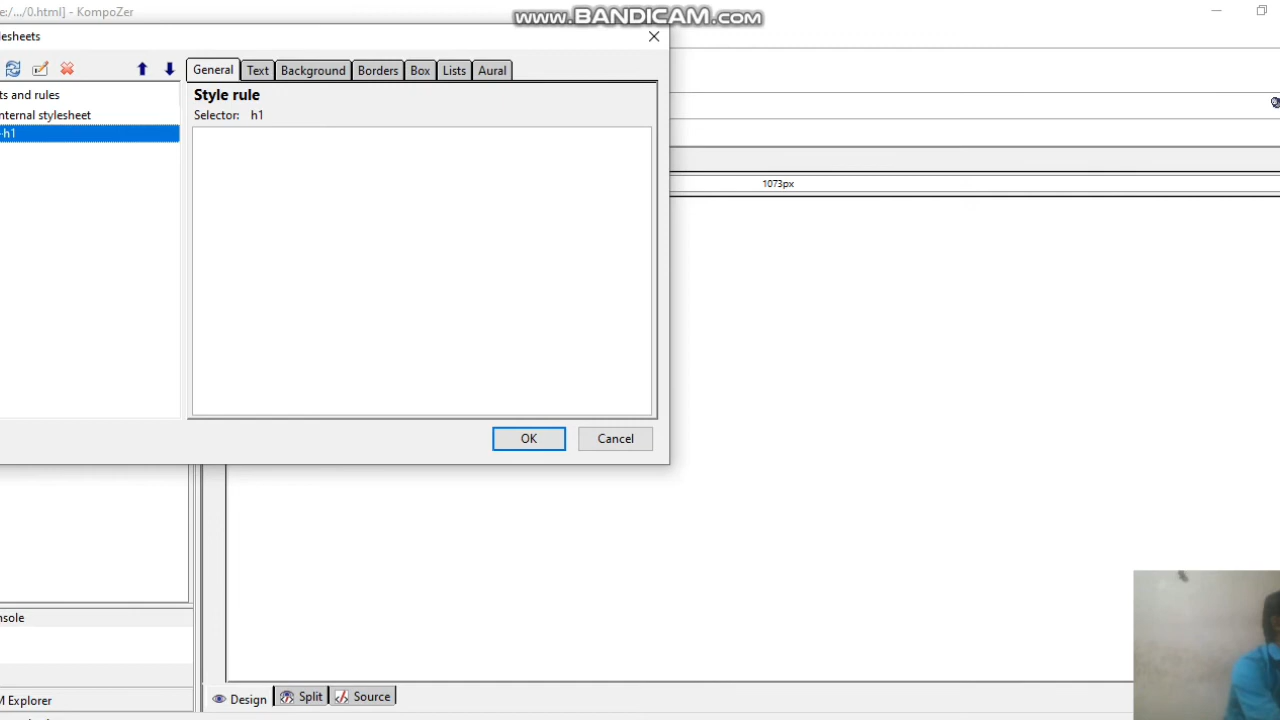 e:/.../0.html] - KompoZer
www.BANDICAM.com
lesheets
General Text Background Borders Box Lists Aural
ts and rules
nternal stylesheet
h1
Style rule
Selector: h1
1073px
OK Cancel
nsole
M Explorer
Design Split Source